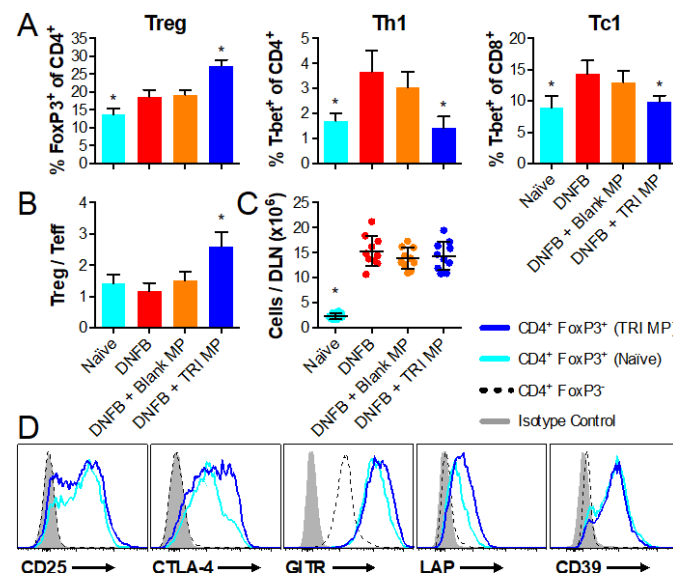 A
Treg
Th1
Tc1
% FoxP3⁺ of CD4⁺
35
30
25
20
15
10
5
0
*
*
% T-bet⁺ of CD4⁺
6
5
4
3
2
1
0
*
*
% T-bet⁺ of CD8⁺
20
15
10
5
0
*
*
B
Treg / Teff
4
3
2
1
0
*
Naïve
DNFB
DNFB + Blank MP
DNFB + TRI MP
C
Cells / DLN (x10⁶)
25
20
15
10
5
0
*
Naïve
DNFB
DNFB + Blank MP
DNFB + TRI MP
Naïve
DNFB
DNFB + Blank MP
DNFB + TRI MP
CD4⁺ FoxP3⁺ (TRI MP)
CD4⁺ FoxP3⁺ (Naïve)
CD4⁺ FoxP3⁻
Isotype Control
D
CD25
CTLA-4
GITR
LAP
CD39